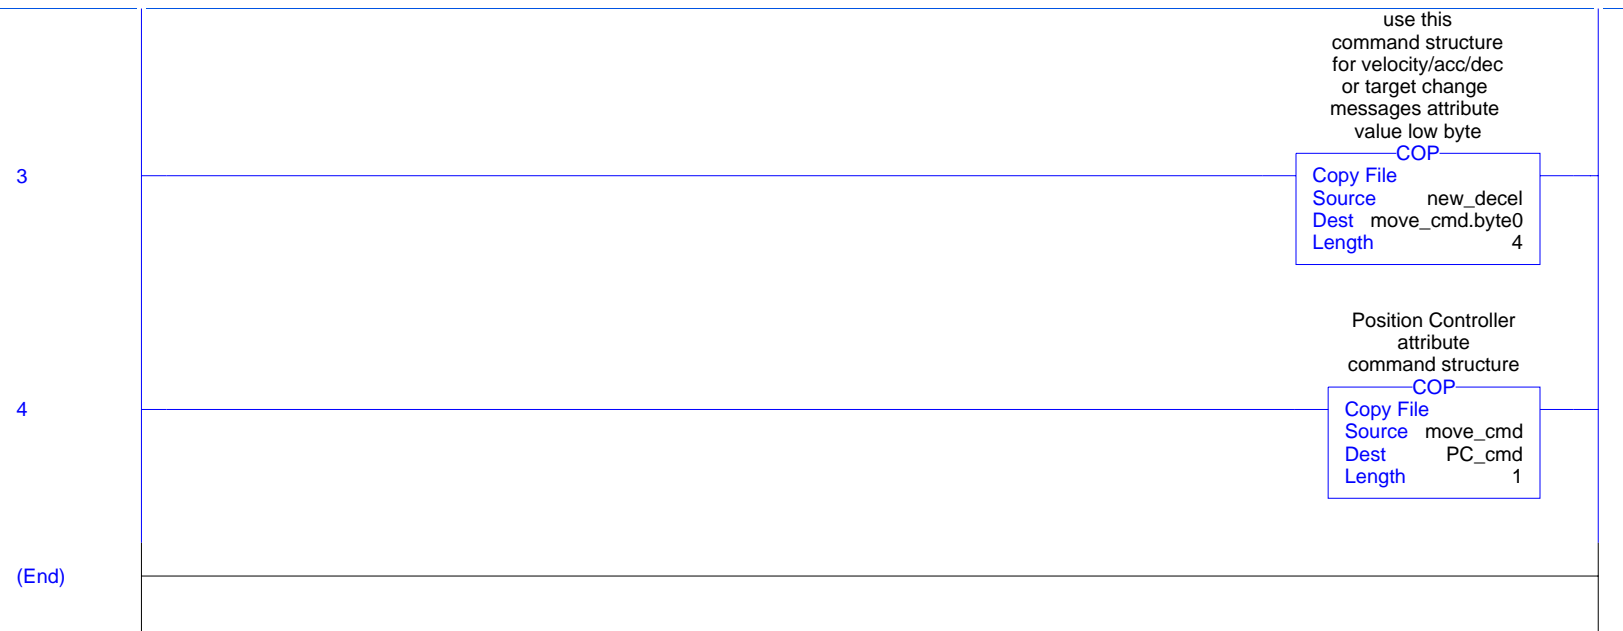 use this
command structure
for velocity/acc/dec
or target change
messages attribute
value low byte
COP
3
Copy File
Source new_decel
Dest move_cmd.byte0
Length 4
Position Controller
attribute
command structure
COP
4
Copy File
Source move_cmd
Dest PC_cmd
Length 1
(End)